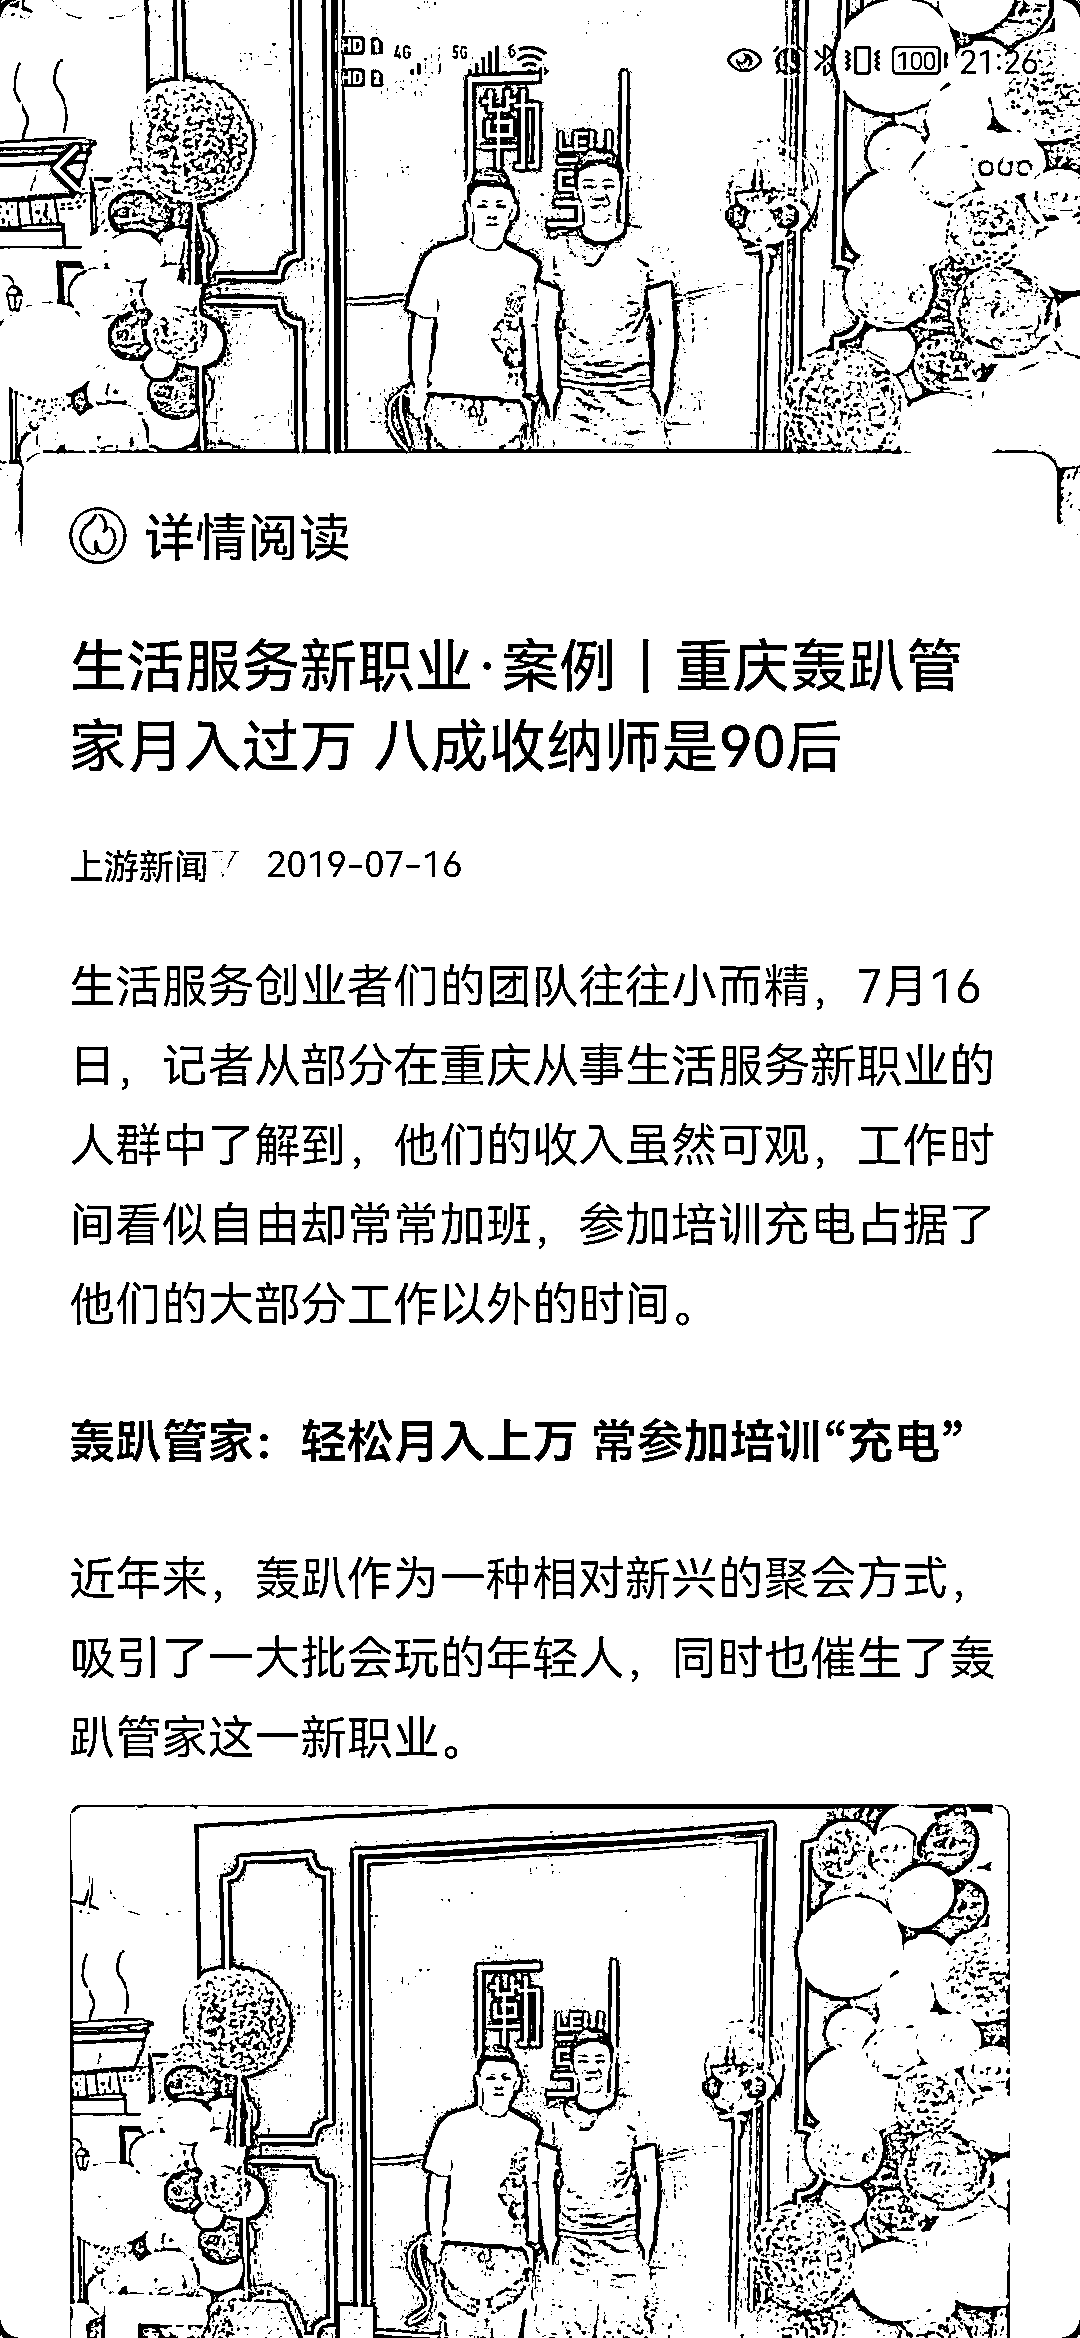 HD 1 4G 5G 6 100 21:26
HD 2
勒
LELI
详情阅读
生活服务新职业·案例｜重庆轰趴管
家月入过万 八成收纳师是90后
上游新闻 2019-07-16
生活服务创业者们的团队往往小而精，7月16
日，记者从部分在重庆从事生活服务新职业的
人群中了解到，他们的收入虽然可观，工作时
间看似自由却常常加班，参加培训充电占据了
他们的大部分工作以外的时间。
轰趴管家：轻松月入上万 常参加培训“充电”
近年来，轰趴作为一种相对新兴的聚会方式，
吸引了一大批会玩的年轻人，同时也催生了轰
趴管家这一新职业。
勒
LELI